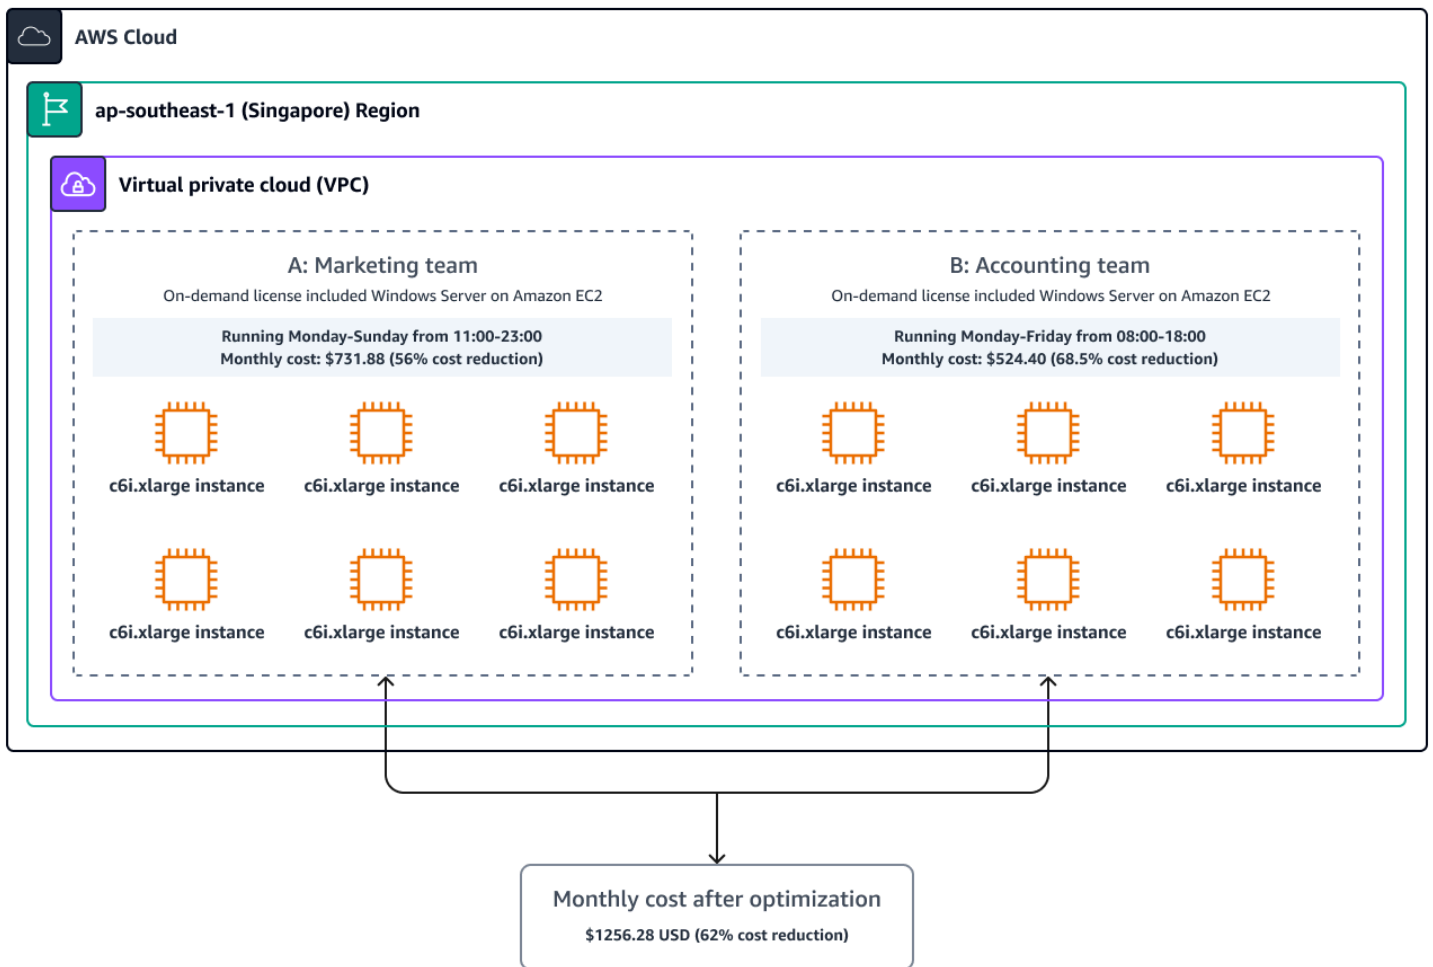 AWS Cloud
ap-southeast-1 (Singapore) Region
Virtual private cloud (VPC)
A: Marketing team
On-demand license included Windows Server on Amazon EC2
Running Monday-Sunday from 11:00-23:00
Monthly cost: $731.88 (56% cost reduction)
c6i.xlarge instance
c6i.xlarge instance
c6i.xlarge instance
c6i.xlarge instance
c6i.xlarge instance
c6i.xlarge instance
B: Accounting team
On-demand license included Windows Server on Amazon EC2
Running Monday-Friday from 08:00-18:00
Monthly cost: $524.40 (68.5% cost reduction)
c6i.xlarge instance
c6i.xlarge instance
c6i.xlarge instance
c6i.xlarge instance
c6i.xlarge instance
c6i.xlarge instance
Monthly cost after optimization
$1256.28 USD (62% cost reduction)